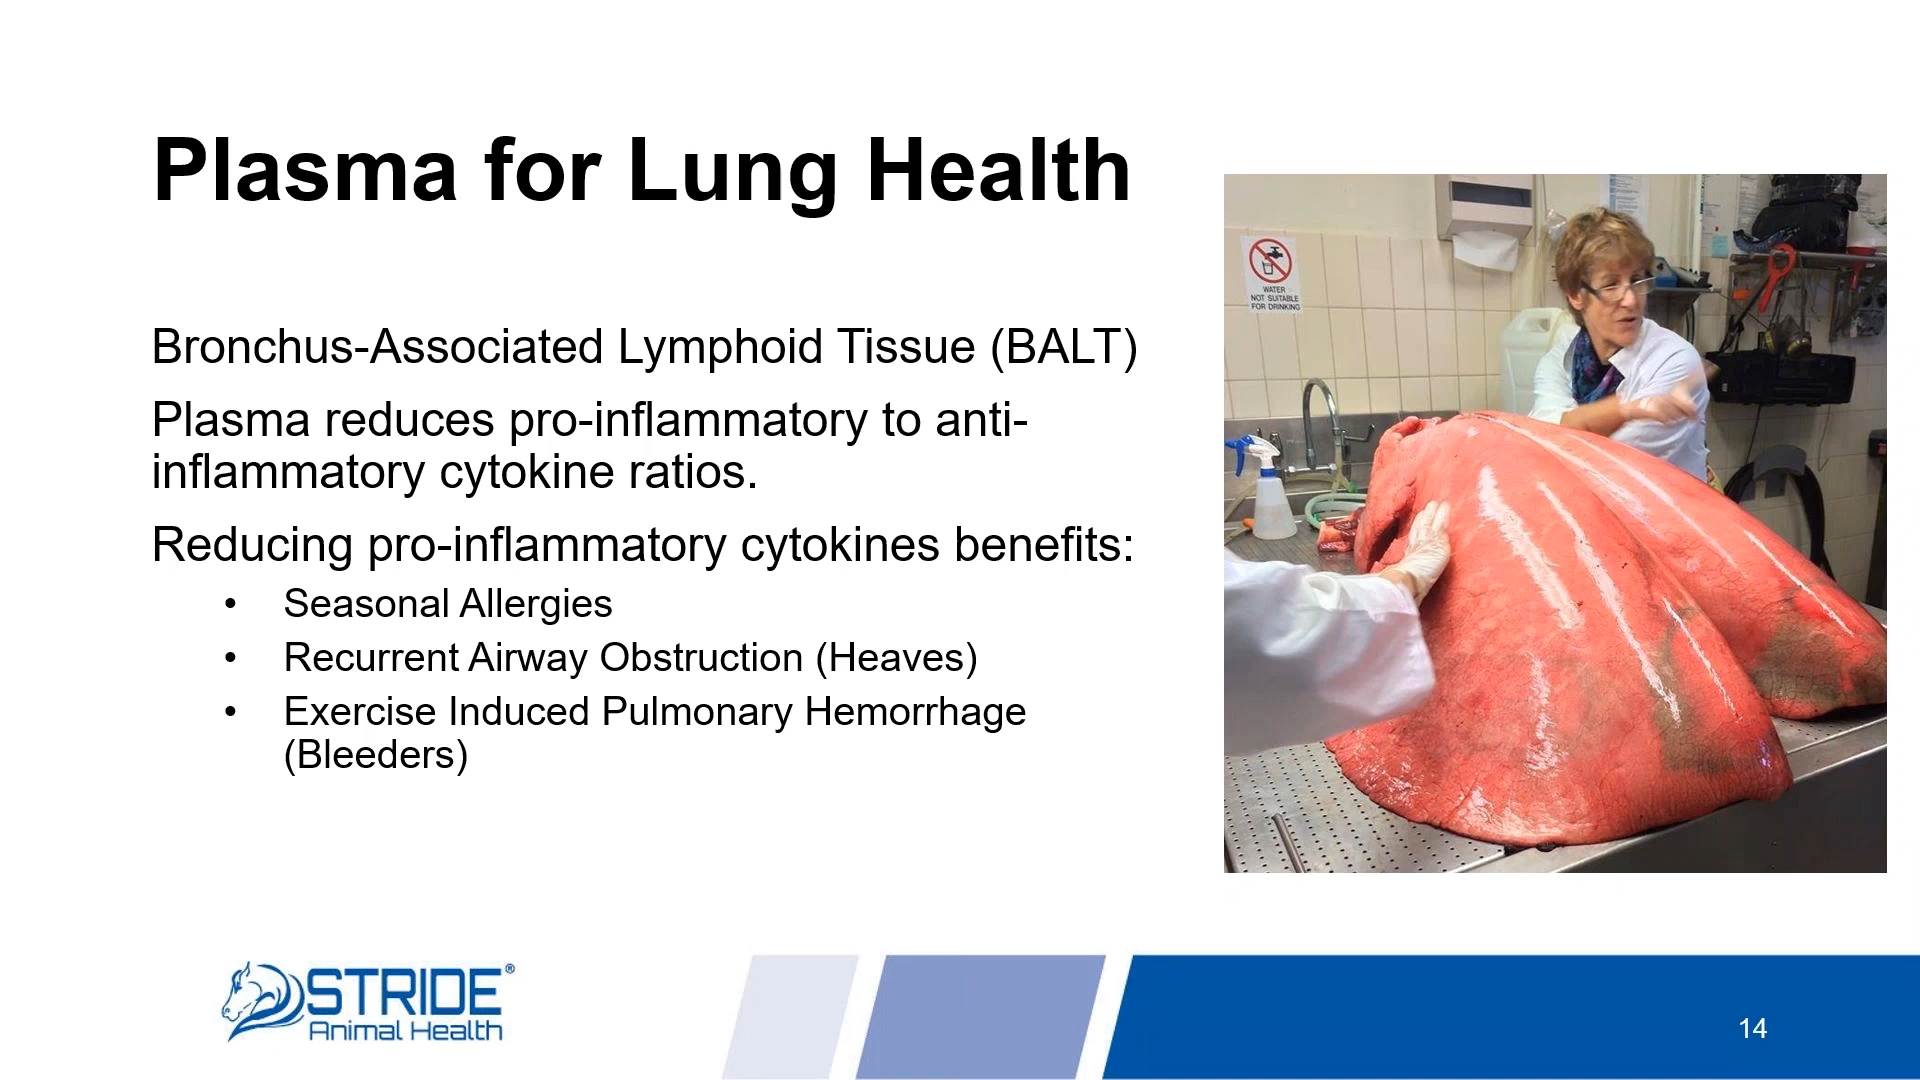 Plasma for Lung Health
Bronchus-Associated Lymphoid Tissue (BALT)
Plasma reduces pro-inflammatory to anti-
inflammatory cytokine ratios.
Reducing pro-inflammatory cytokines benefits:
• Seasonal Allergies
• Recurrent Airway Obstruction (Heaves)
• Exercise Induced Pulmonary Hemorrhage
(Bleeders)
WATER
NOT SUITABLE
FOR DRINKING
STRIDE®
Animal Health
14